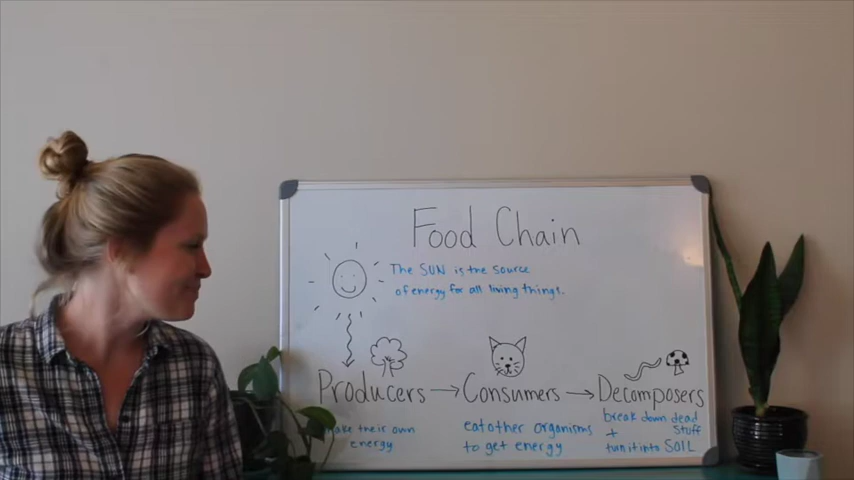 Food Chain
The SUN is the source
of energy for all living things.
Producers → Consumers → Decomposers
make their own
energy
eat other organisms
to get energy
break down dead
stuff
+
turn it into SOIL